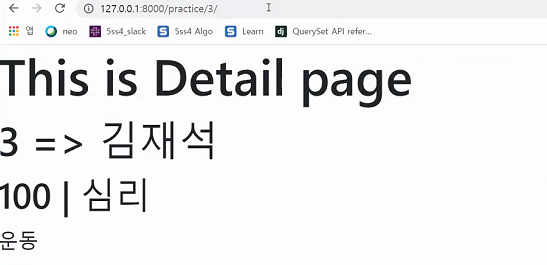 127.0.0.1:8000/practice/3/
앱 neo 5ss4_slack 5ss4 Algo Learn QuerySet API refer...
This is Detail page
3 => 김재석
100 | 심리
운동